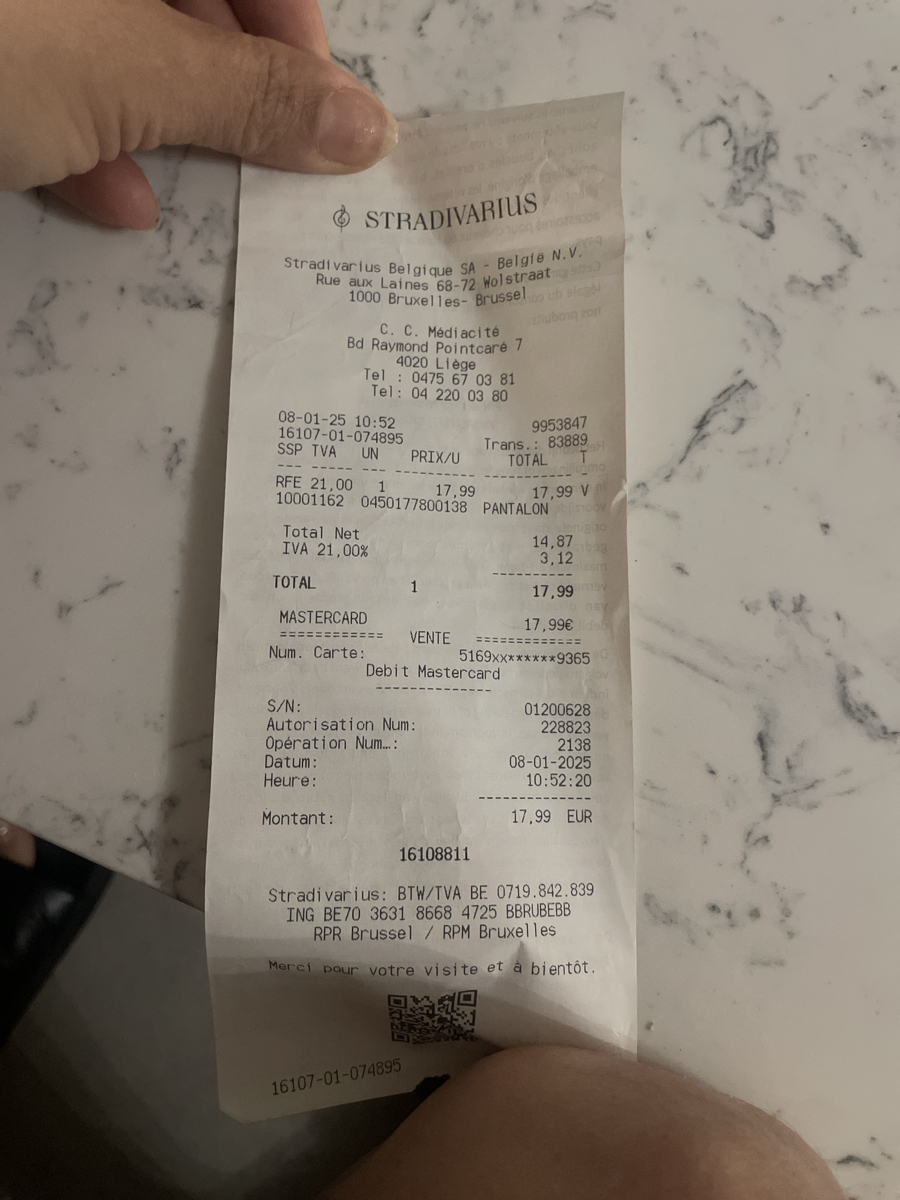 STRADIVARIUS
Stradivarius Belgique SA - België N.V.
Rue aux Laines 68-72 Wolstraat
1000 Bruxelles- Brussel
C. C. Médiacité
Bd Raymond Pointcaré 7
4020 Liège
Tel : 0475 67 03 81
Tel: 04 220 03 80
08-01-25 10:52 9953847
16107-01-074895 Trans.: 83889
SSP TVA UN PRIX/U TOTAL T
--- ----- --- ---------- ----------- -
RFE 21,00 1 17,99 17,99 V
10001162 0450177800138 PANTALON
Total Net 14,87
IVA 21,00% 3,12
----------
TOTAL 1 17,99
MASTERCARD 17,99€
============ VENTE ============
Num. Carte: 5169xx******9365
Debit Mastercard
-------------
S/N: 01200628
Autorisation Num: 228823
Opération Num…: 2138
Datum: 08-01-2025
Heure: 10:52:20
-------------
Montant: 17,99 EUR
16108811
Stradivarius: BTW/TVA BE 0719.842.839
ING BE70 3631 8668 4725 BBRUBEBB
RPR Brussel / RPM Bruxelles
Merci pour votre visite et à bientôt.
16107-01-074895